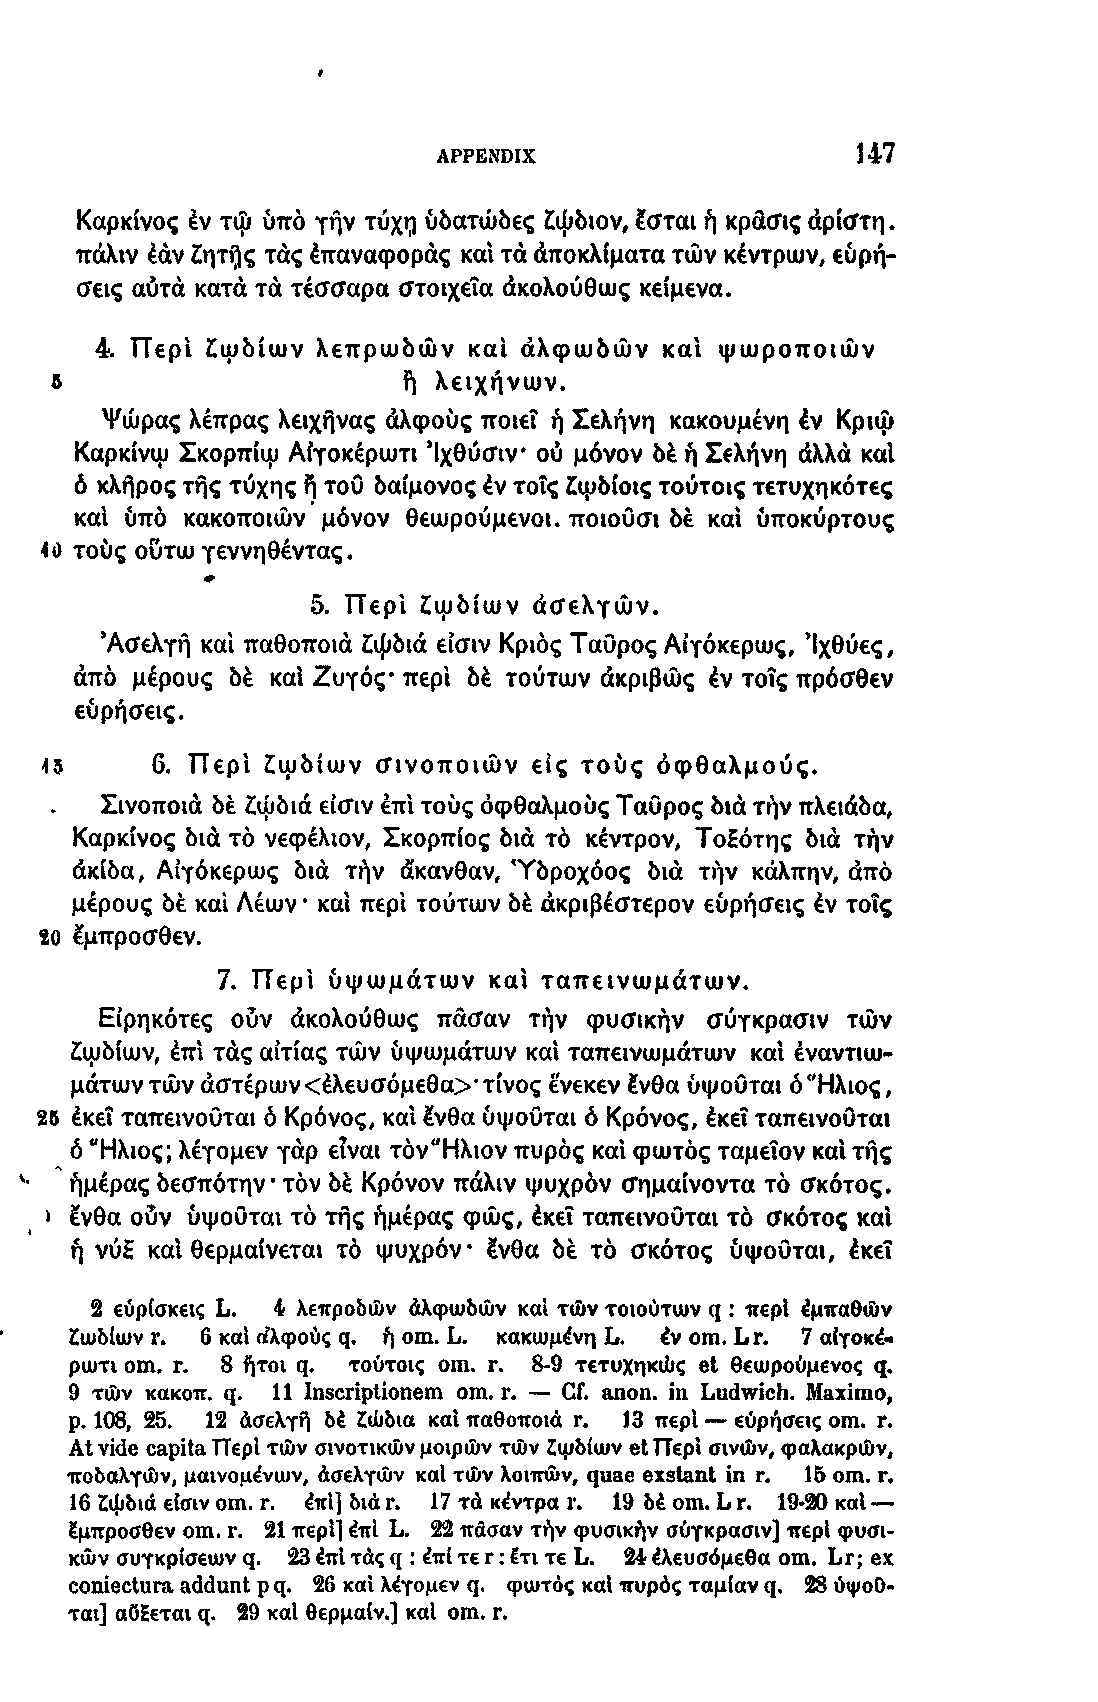 APPENDIX 147
Καρκίνος ἐν τῷ ὑπὸ γῆν τύχῃ ὑδατώδες ζῴδιον, ἔσται ἡ κρᾶσις ἀρίστη.
πάλιν ἐὰν ζητῇς τὰς ἐπαναφορὰς καὶ τὰ ἀποκλίματα τῶν κέντρων, εὑρή-
σεις αὐτὰ κατὰ τὰ τέσσαρα στοιχεῖα ἀκολούθως κείμενα.
4. Περὶ ζῳδίων λεπρωδῶν καὶ ἀλφωδῶν καὶ ψωροποιῶν
5 ἢ λειχήνων.
Ψώρας λέπρας λειχῆνας ἀλφοὺς ποιεῖ ἡ Σελήνη κακουμένη ἐν Κριῷ
Καρκίνῳ Σκορπίῳ Αἰγοκέρωτι Ἰχθύσιν· οὐ μόνον δὲ ἡ Σελήνη ἀλλὰ καὶ
ὁ κλῆρος τῆς τύχης ἢ τοῦ δαίμονος ἐν τοῖς ζῳδίοις τούτοις τετυχηκότες
καὶ ὑπὸ κακοποιῶν μόνον θεωρούμενοι. ποιοῦσι δὲ καὶ ὑποκύρτους
10 τοὺς οὕτω γεννηθέντας.
5. Περὶ ζῳδίων ἀσελγῶν.
Ἀσελγῆ καὶ παθοποιὰ ζῴδιά εἰσιν Κριὸς Ταῦρος Αἰγόκερως, Ἰχθύες,
ἀπὸ μέρους δὲ καὶ Ζυγός· περὶ δὲ τούτων ἀκριβῶς ἐν τοῖς πρόσθεν
εὑρήσεις.
15 6. Περὶ ζῳδίων σινοποιῶν εἰς τοὺς ὀφθαλμούς.
Σινοποιὰ δὲ ζῴδιά εἰσιν ἐπὶ τοὺς ὀφθαλμοὺς Ταῦρος διὰ τὴν πλειάδα,
Καρκίνος διὰ τὸ νεφέλιον, Σκορπίος διὰ τὸ κέντρον, Τοξότης διὰ τὴν
ἀκίδα, Αἰγόκερως διὰ τὴν ἄκανθαν, Ὑδροχόος διὰ τὴν κάλπην, ἀπὸ
μέρους δὲ καὶ Λέων· καὶ περὶ τούτων δὲ ἀκριβέστερον εὑρήσεις ἐν τοῖς
20 ἔμπροσθεν.
7. Περὶ ὑψωμάτων καὶ ταπεινωμάτων.
Εἰρηκότες οὖν ἀκολούθως πᾶσαν τὴν φυσικὴν σύγκρασιν τῶν
ζῳδίων, ἐπὶ τὰς αἰτίας τῶν ὑψωμάτων καὶ ταπεινωμάτων καὶ ἐναντιω-
μάτων τῶν ἀστέρων <ἐλευσόμεθα>· τίνος ἕνεκεν ἔνθα ὑψοῦται ὁ Ἥλιος,
25 ἐκεῖ ταπεινοῦται ὁ Κρόνος, καὶ ἔνθα ὑψοῦται ὁ Κρόνος, ἐκεῖ ταπεινοῦται
ὁ Ἥλιος; λέγομεν γὰρ εἶναι τὸν Ἥλιον πυρὸς καὶ φωτὸς ταμεῖον καὶ τῆς
ἡμέρας δεσπότην· τὸν δὲ Κρόνον πάλιν ψυχρὸν σημαίνοντα τὸ σκότος.
ἔνθα οὖν ὑψοῦται τὸ τῆς ἡμέρας φῶς, ἐκεῖ ταπεινοῦται τὸ σκότος καὶ
ἡ νὺξ καὶ θερμαίνεται τὸ ψυχρόν· ἔνθα δὲ τὸ σκότος ὑψοῦται, ἐκεῖ
2 εὑρίσκεις L. 4 λεπροδῶν ἀλφωδῶν καὶ τῶν τοιούτων q : περὶ ἐμπαθῶν
ζωδίων r. 6 καὶ ἀλφοὺς q. ἡ om. L. κακωμένη L. ἐν om. L r. 7 αἰγοκέ-
ρωτι om. r. 8 ἤτοι q. τούτοις om. r. 8-9 τετυχηκὼς et θεωρούμενος q.
9 τῶν κακοπ. q. 11 Inscriptionem om. r. — Cf. anon. in Ludwich. Maximo,
p. 108, 25. 12 ἀσελγῆ δὲ ζώδια καὶ παθοποιά r. 13 περὶ — εὑρήσεις om. r.
At vide capita Περὶ τῶν σινοτικῶν μοιρῶν τῶν ζῳδίων et Περὶ σινῶν, φαλακρῶν,
ποδαλγῶν, μαινομένων, ἀσελγῶν καὶ τῶν λοιπῶν, quae exstant in r. 15 om. r.
16 ζῴδιά εἰσιν om. r. ἐπὶ] διὰ r. 17 τὰ κέντρα r. 19 δὲ om. L r. 19-20 καὶ —
ἔμπροσθεν om. r. 21 περὶ] ἐπὶ L. 22 πᾶσαν τὴν φυσικὴν σύγκρασιν] περὶ φυσι-
κῶν συγκρίσεων q. 23 ἐπὶ τὰς q : ἐπί τε r : ἔτι τε L. 24 ἐλευσόμεθα om. L r; ex
coniectura addunt p q. 26 καὶ λέγομεν q. φωτὸς καὶ πυρὸς ταμίαν q. 28 ὑψοῦ-
ται] αὔξεται q. 29 καὶ θερμαίν.] καὶ om. r.